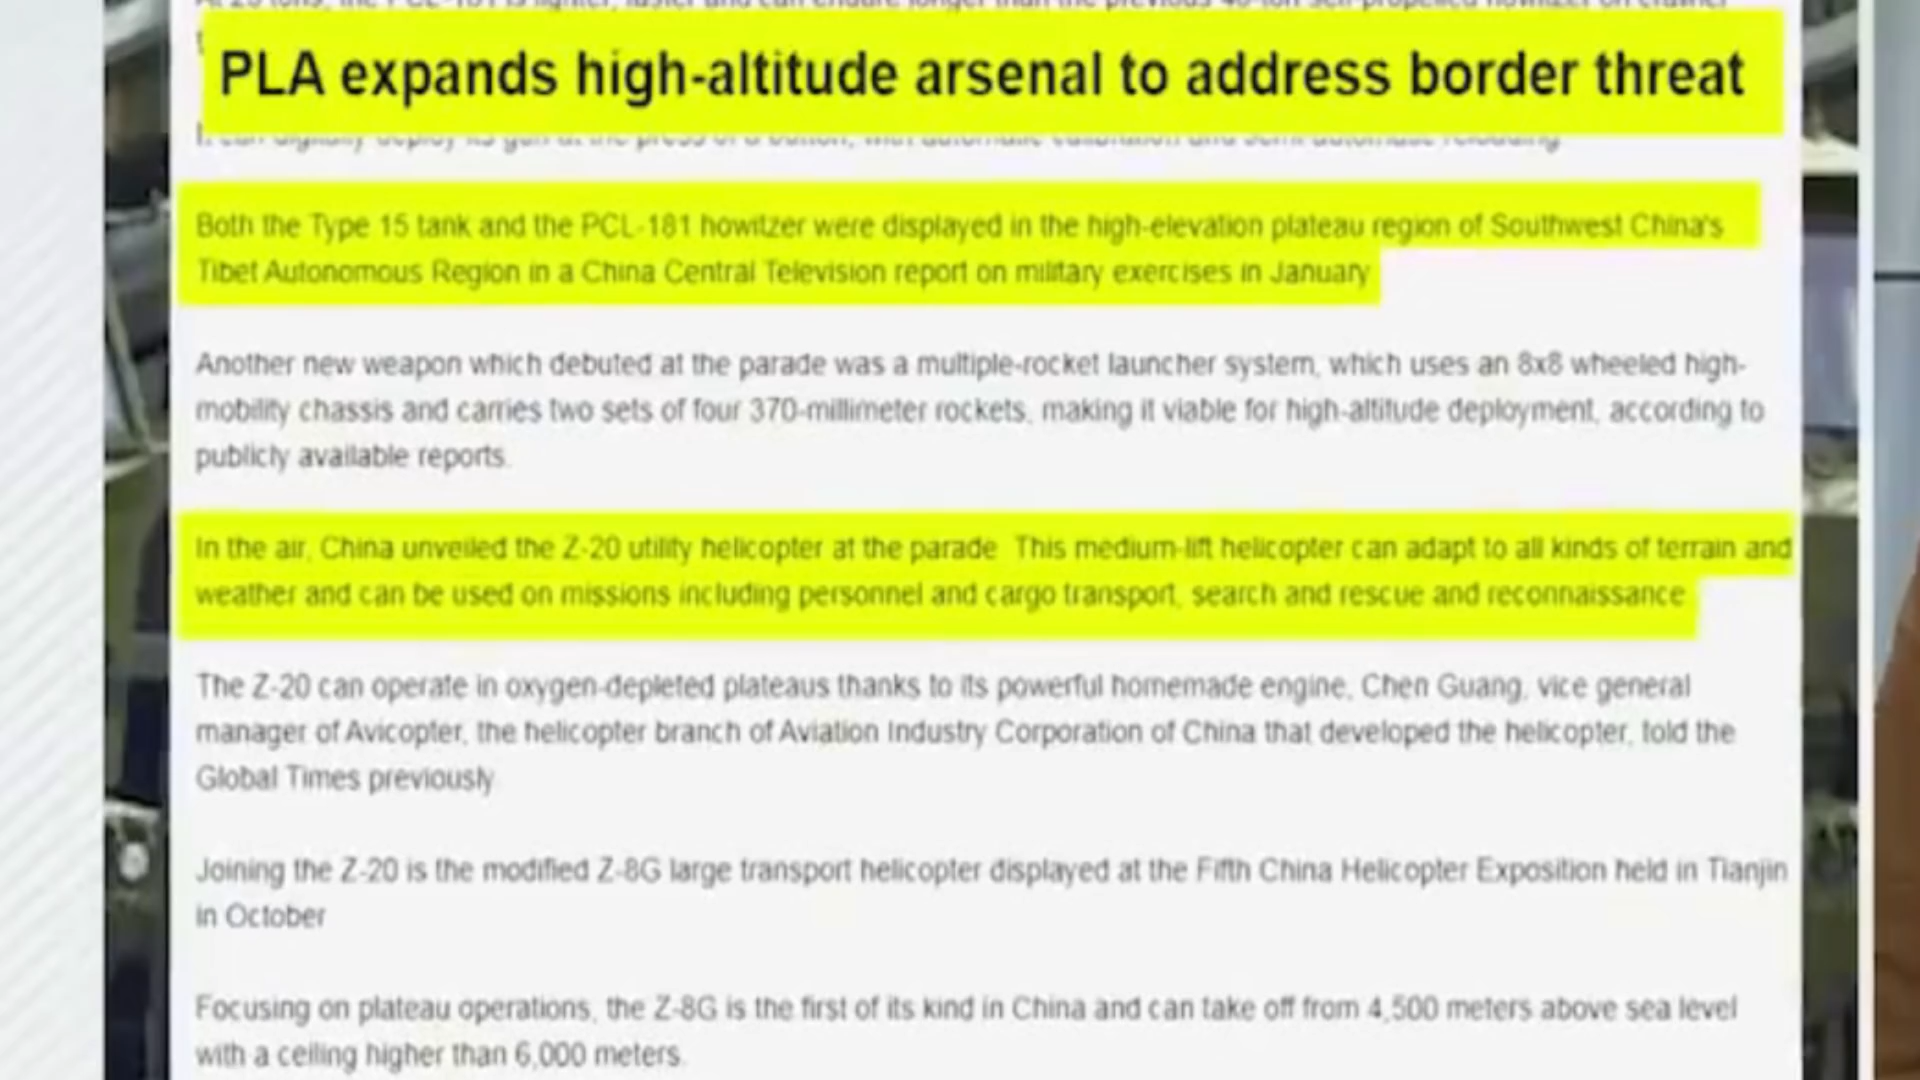 PLA expands high-altitude arsenal to address border threat
Both the Type 15 tank and the PCL-181 howitzer were displayed in the high-elevation plateau region of Southwest China's
Tibet Autonomous Region in a China Central Television report on military exercises in January
Another new weapon which debuted at the parade was a multiple-rocket launcher system, which uses an 8x8 wheeled high-
mobility chassis and carries two sets of four 370-millimeter rockets, making it viable for high-altitude deployment, according to
publicly available reports.
In the air, China unveiled the Z-20 utility helicopter at the parade This medium-lift helicopter can adapt to all kinds of terrain and
weather and can be used on missions including personnel and cargo transport, search and rescue and reconnaissance
The Z-20 can operate in oxygen-depleted plateaus thanks to its powerful homemade engine, Chen Guang, vice general
manager of Avicopter, the helicopter branch of Aviation Industry Corporation of China that developed the helicopter, told the
Global Times previously
Joining the Z-20 is the modified Z-8G large transport helicopter displayed at the Fifth China Helicopter Exposition held in Tianjin
in October
Focusing on plateau operations, the Z-8G is the first of its kind in China and can take off from 4,500 meters above sea level
with a ceiling higher than 6,000 meters.